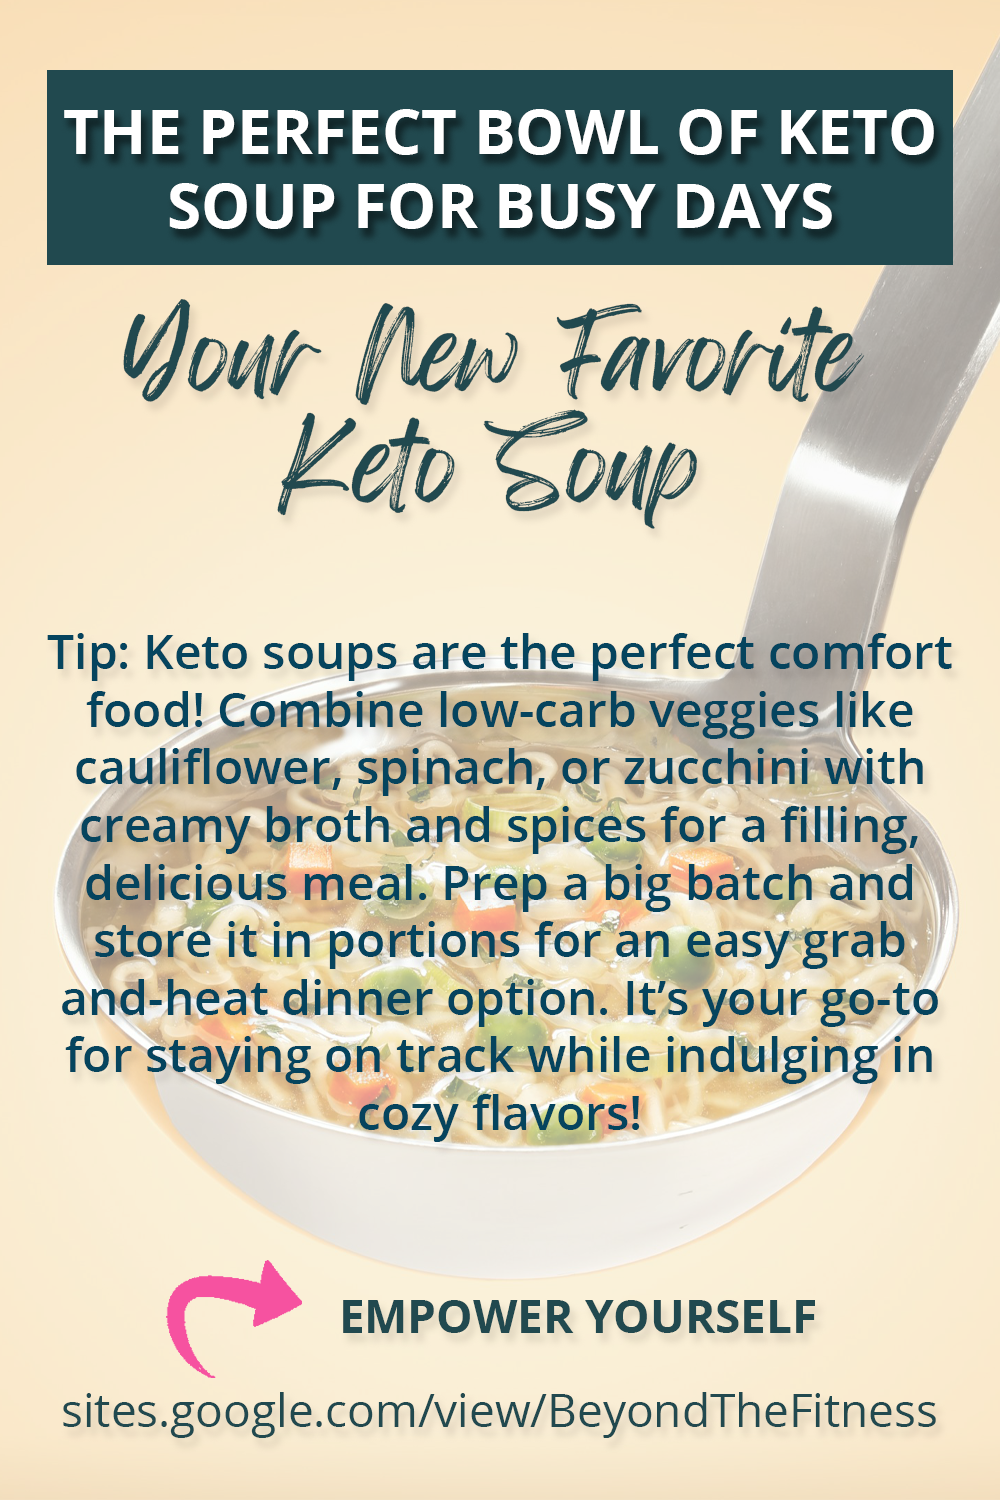 THE PERFECT BOWL OF KETO
SOUP FOR BUSY DAYS
Your New Favorite
Keto Soup
Tip: Keto soups are the perfect comfort
food! Combine low-carb veggies like
cauliflower, spinach, or zucchini with
creamy broth and spices for a filling,
delicious meal. Prep a big batch and
store it in portions for an easy grab
and-heat dinner option. It’s your go-to
for staying on track while indulging in
cozy flavors!
EMPOWER YOURSELF
sites.google.com/view/BeyondTheFitness